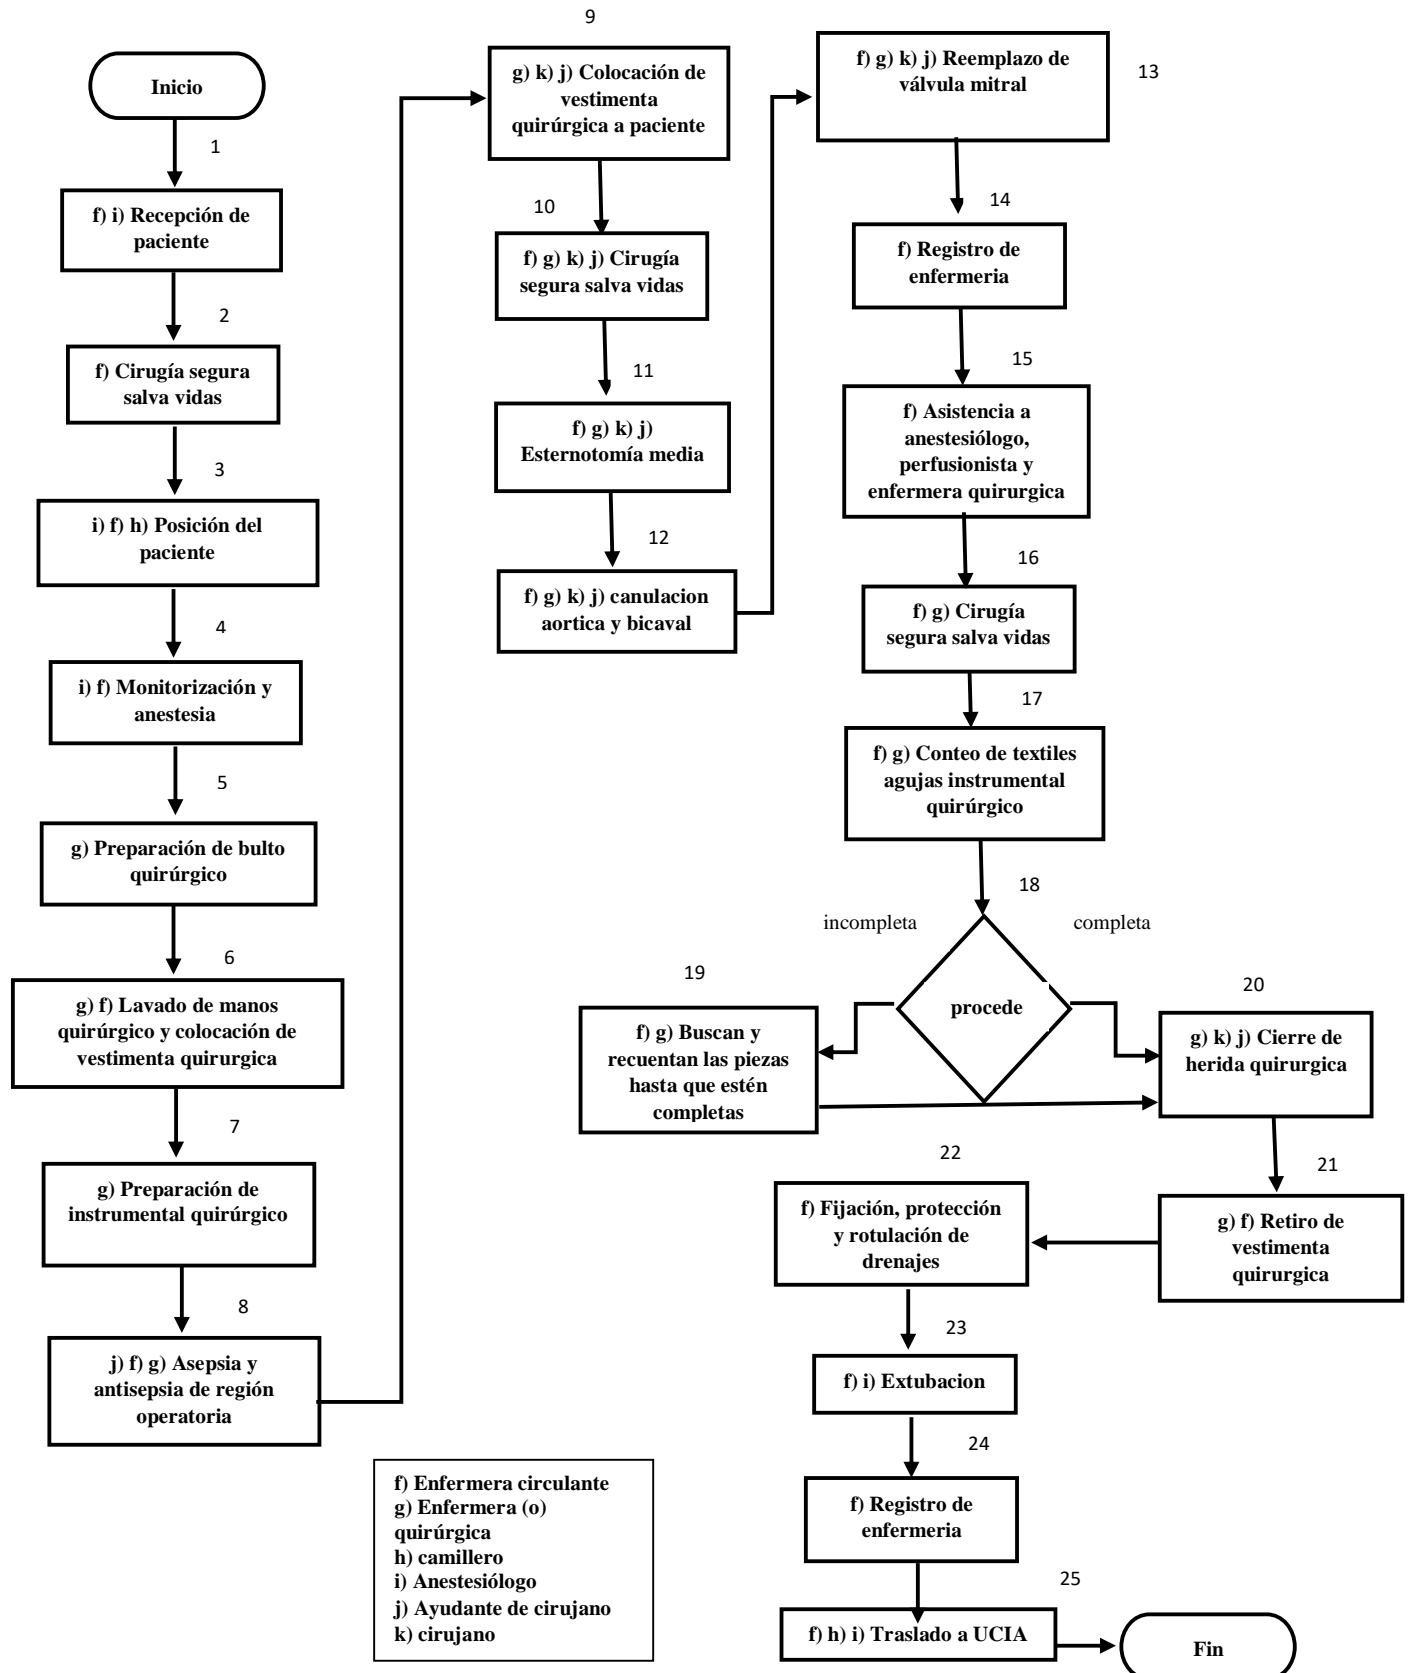 Inicio
1
f) i) Recepción de
paciente
2
f) Cirugía segura
salva vidas
3
i) f) h) Posición del
paciente
4
i) f) Monitorización y
anestesia
5
g) Preparación de bulto
quirúrgico
6
g) f) Lavado de manos
quirúrgico y colocación de
vestimenta quirurgica
7
g) Preparación de
instrumental quirúrgico
8
j) f) g) Asepsia y
antisepsia de región
operatoria
9
g) k) j) Colocación de
vestimenta
quirúrgica a paciente
10
f) g) k) j) Cirugía
segura salva vidas
11
f) g) k) j)
Esternotomía media
12
f) g) k) j) canulacion
aortica y bicaval
13
f) g) k) j) Reemplazo de
válvula mitral
14
f) Registro de
enfermeria
15
f) Asistencia a
anestesiólogo,
perfusionista y
enfermera quirurgica
16
f) g) Cirugía
segura salva vidas
17
f) g) Conteo de textiles
agujas instrumental
quirúrgico
18
incompleta
completa
procede
19
f) g) Buscan y
recuentan las piezas
hasta que estén
completas
20
g) k) j) Cierre de
herida quirurgica
21
g) f) Retiro de
vestimenta
quirurgica
22
f) Fijación, protección
y rotulación de
drenajes
23
f) i) Extubacion
24
f) Registro de
enfermeria
25
f) h) i) Traslado a UCIA
Fin
f) Enfermera circulante
g) Enfermera (o)
quirúrgica
h) camillero
i) Anestesiólogo
j) Ayudante de cirujano
k) cirujano